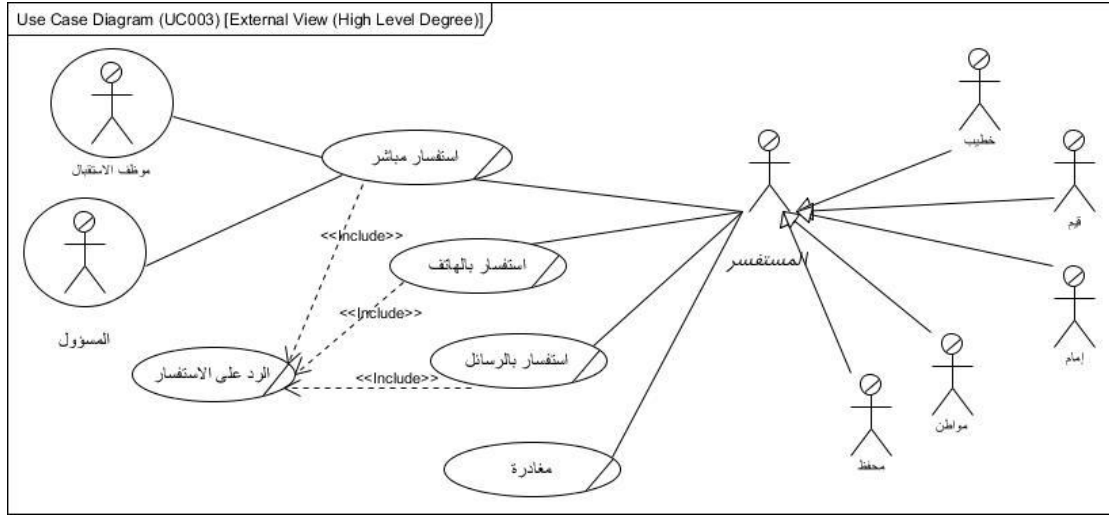 Use Case Diagram (UC003) [External View (High Level Degree)]
خطيب
موظف الاستقبال
استفسار مباشر
قيم
<<Include>>
المستفسر
استفسار بالهاتف
<<Include>>
المسؤول
إمام
استفسار بالرسائل
الرد على الاستفسار
<<Include>>
مواطن
محفظ
مغادرة